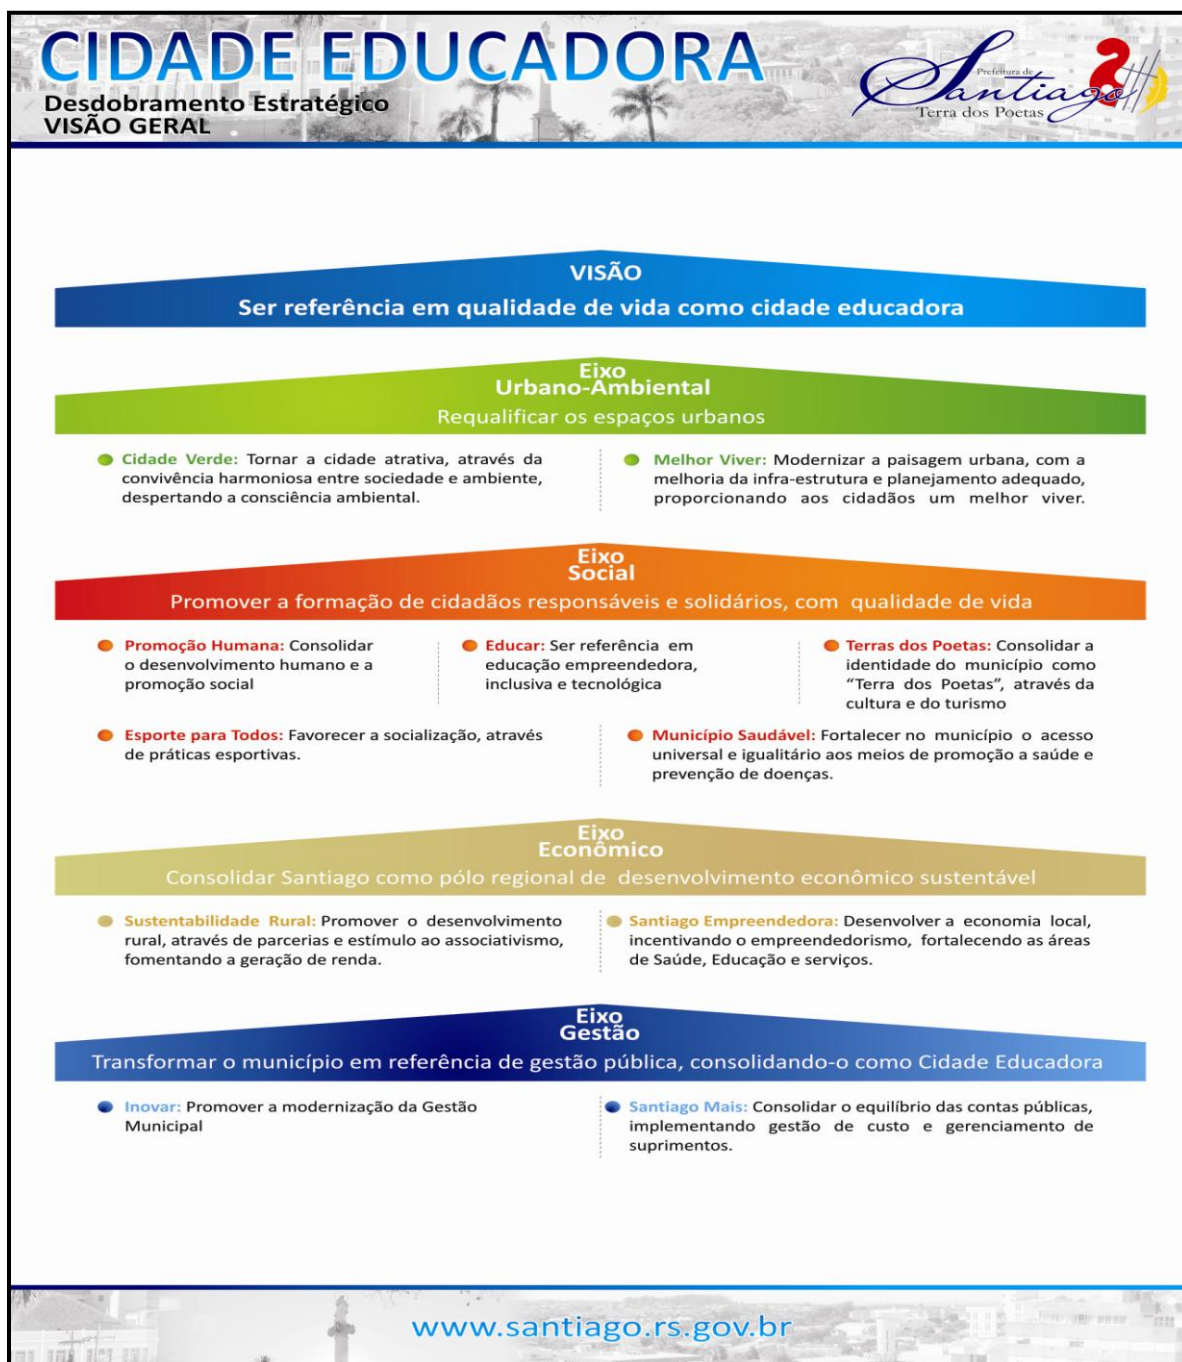 CIDADE EDUCADORA
Desdobramento Estratégico
VISÃO GERAL
Prefeitura de
Santiago
Terra dos Poetas
VISÃO
Ser referência em qualidade de vida como cidade educadora
Eixo
Urbano-Ambiental
Requalificar os espaços urbanos
Cidade Verde: Tornar a cidade atrativa, através da
convivência harmoniosa entre sociedade e ambiente,
despertando a consciência ambiental.
Melhor Viver: Modernizar a paisagem urbana, com a
melhoria da infra-estrutura e planejamento adequado,
proporcionando aos cidadãos um melhor viver.
Eixo
Social
Promover a formação de cidadãos responsáveis e solidários, com qualidade de vida
Promoção Humana: Consolidar
o desenvolvimento humano e a
promoção social
Educar: Ser referência em
educação empreendedora,
inclusiva e tecnológica
Terras dos Poetas: Consolidar a
identidade do município como
“Terra dos Poetas”, através da
cultura e do turismo
Esporte para Todos: Favorecer a socialização, através
de práticas esportivas.
Município Saudável: Fortalecer no município o acesso
universal e igualitário aos meios de promoção a saúde e
prevenção de doenças.
Eixo
Econômico
Consolidar Santiago como pólo regional de desenvolvimento econômico sustentável
Sustentabilidade Rural: Promover o desenvolvimento
rural, através de parcerias e estímulo ao associativismo,
fomentando a geração de renda.
Santiago Empreendedora: Desenvolver a economia local,
incentivando o empreendedorismo, fortalecendo as áreas
de Saúde, Educação e serviços.
Eixo
Gestão
Transformar o município em referência de gestão pública, consolidando-o como Cidade Educadora
Inovar: Promover a modernização da Gestão
Municipal
Santiago Mais: Consolidar o equilíbrio das contas públicas,
implementando gestão de custo e gerenciamento de
suprimentos.
www.santiago.rs.gov.br